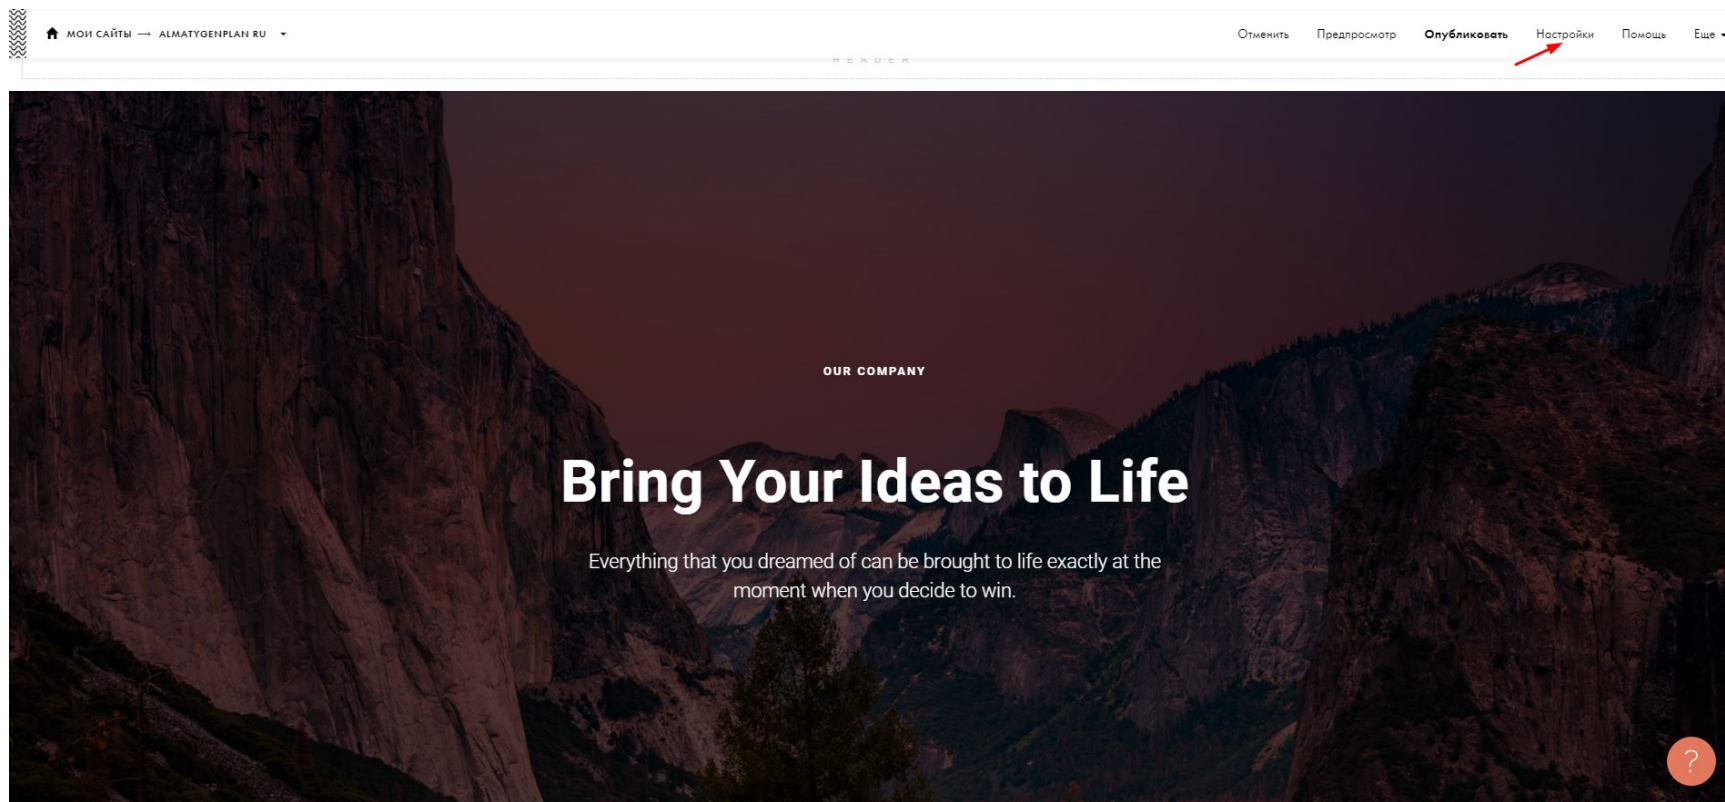 МОИ САЙТЫ → ALMATYGENPLAN RU
Отменить Предпросмотр Опубликовать Настройки Помощь Еще
HEADER
OUR COMPANY
Bring Your Ideas to Life
Everything that you dreamed of can be brought to life exactly at the
moment when you decide to win.
?